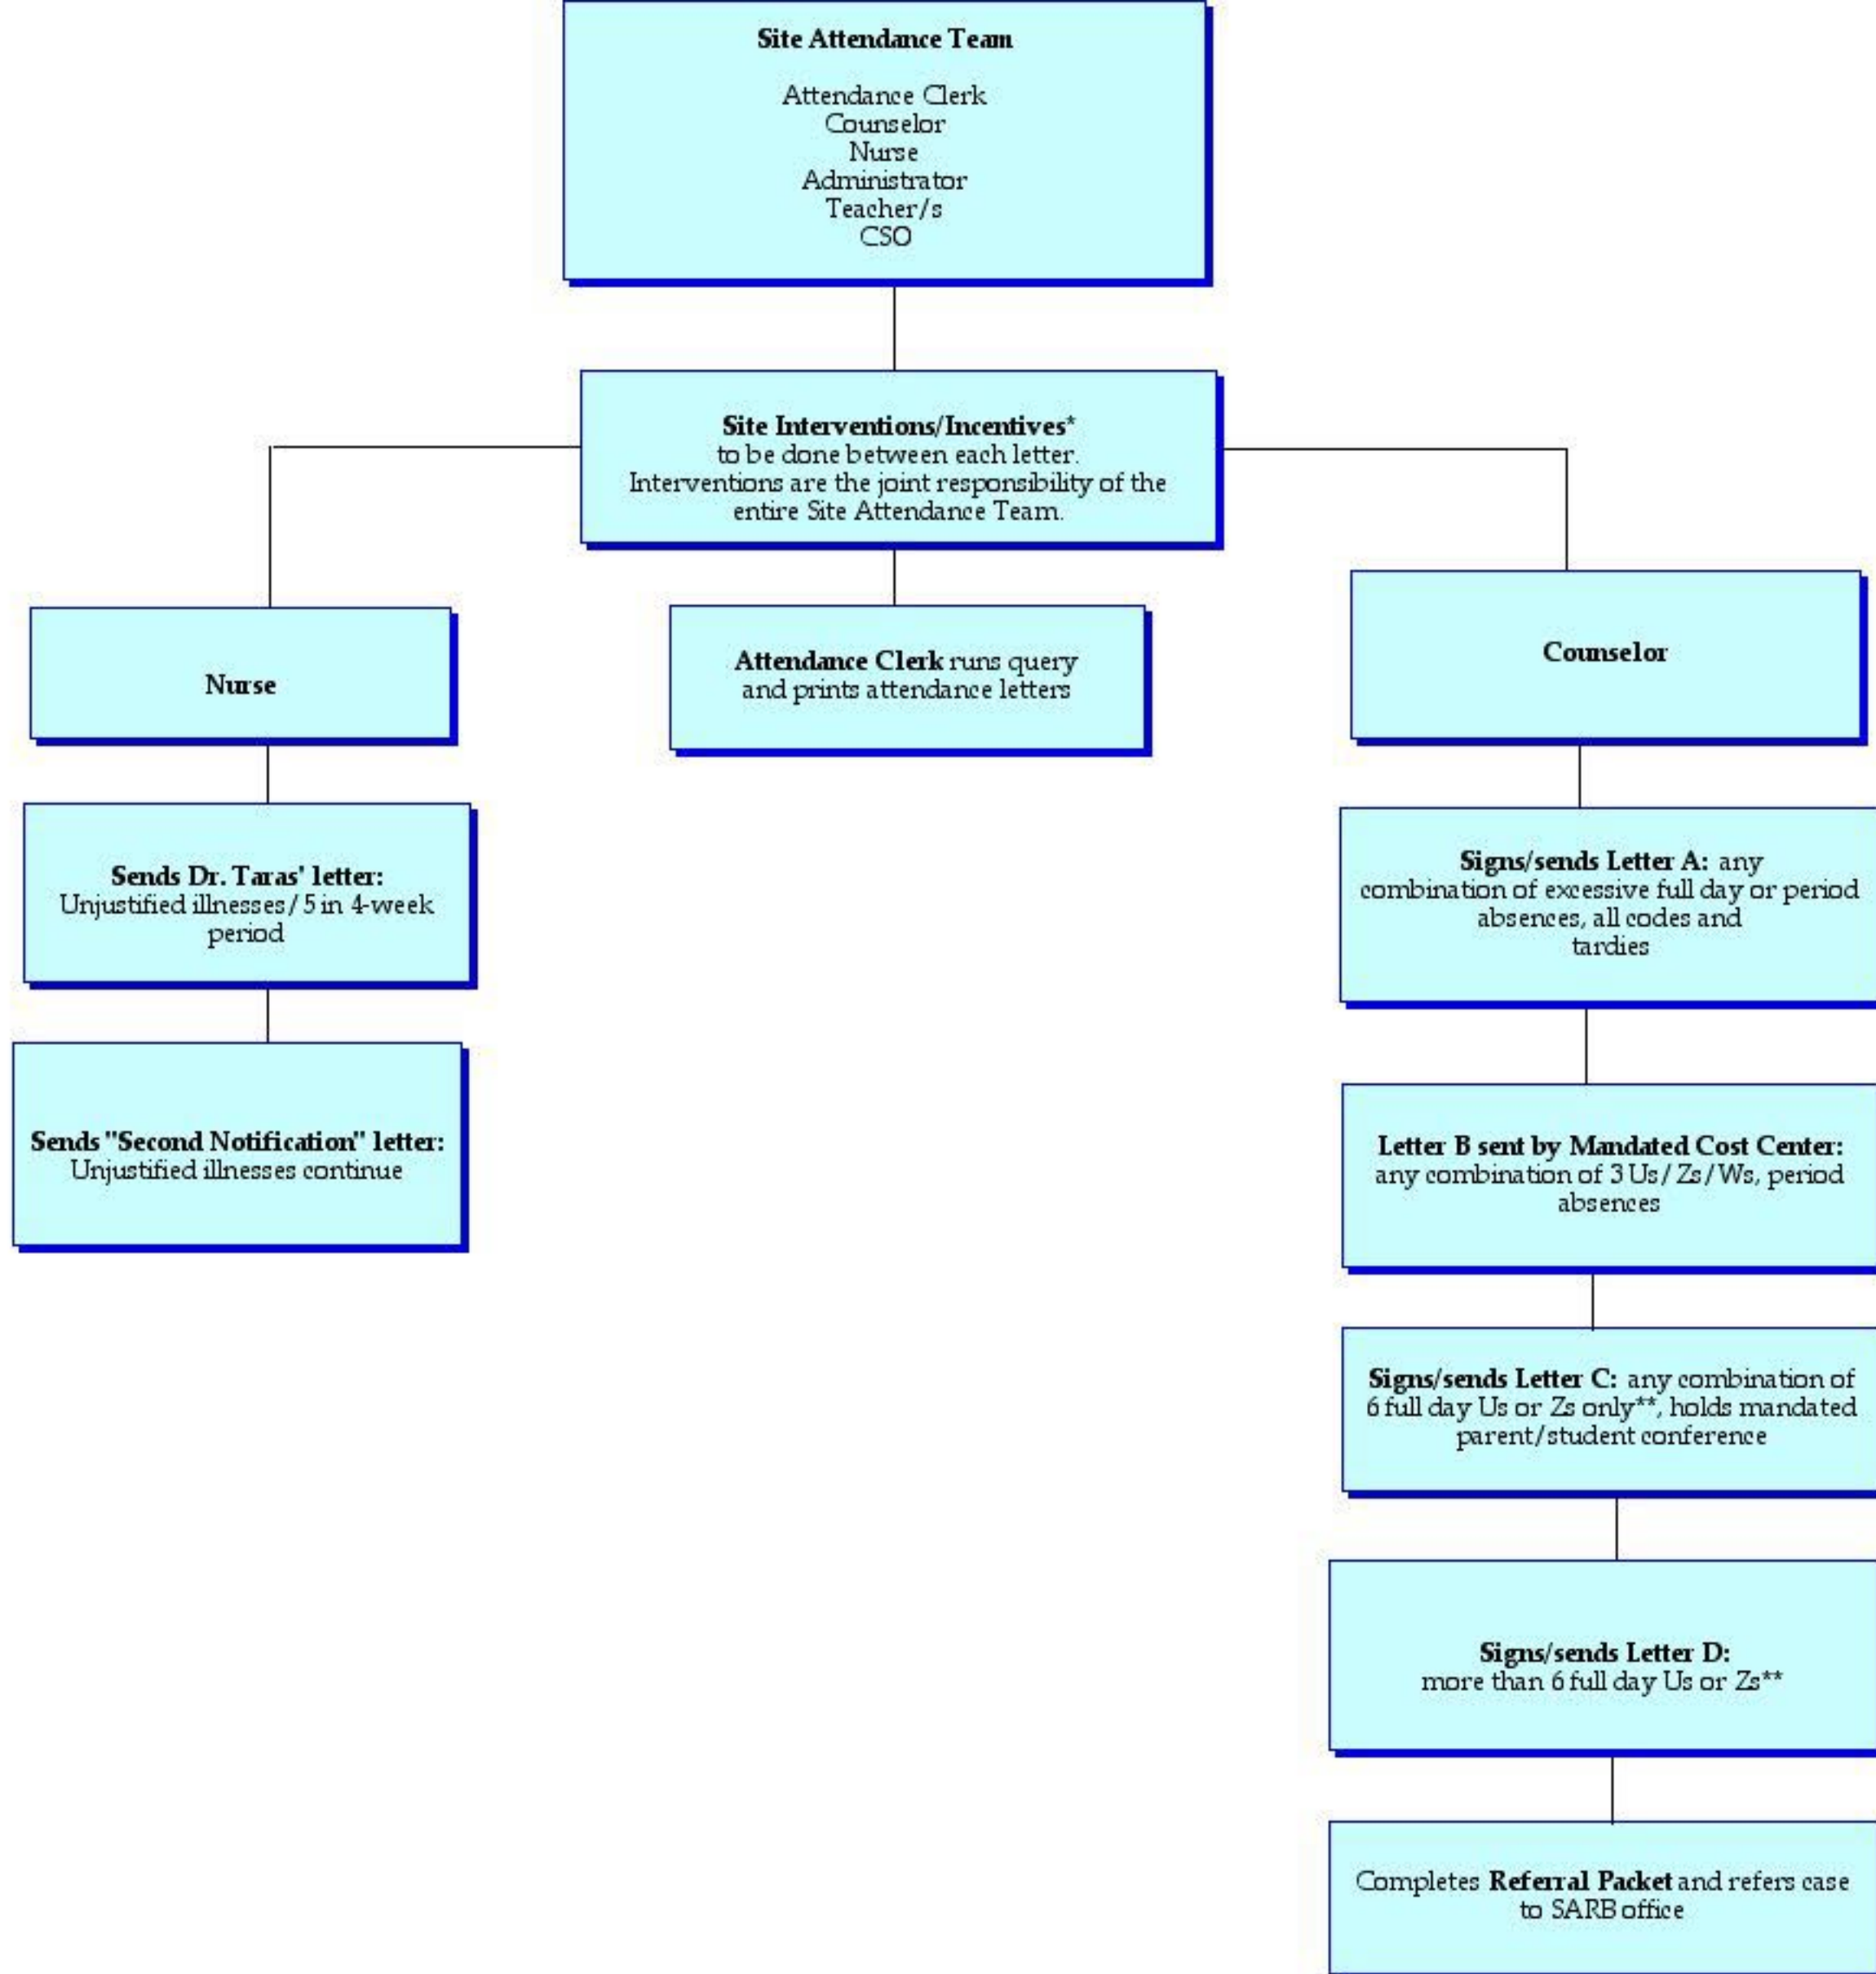 Site Attendance Team
Attendance Clerk
Counselor
Nurse
Administrator
Teacher/s
CSO
Site Interventions/Incentives*
to be done between each letter.
Interventions are the joint responsibility of the
entire Site Attendance Team.
Nurse
Attendance Clerk runs query
and prints attendance letters
Counselor
Sends Dr. Taras' letter:
Unjustified illnesses/ 5 in 4-week
period
Sends "Second Notification" letter:
Unjustified illnesses continue
Signs/sends Letter A: any
combination of excessive full day or period
absences, all codes and
tardies
Letter B sent by Mandated Cost Center:
any combination of 3 Us/ Zs/Ws, period
absences
Signs/sends Letter C: any combination of
6 full day Us or Zs only**, holds mandated
parent/student conference
Signs/sends Letter D:
more than 6 full day Us or Zs**
Completes Referral Packet and refers case
to SARB office